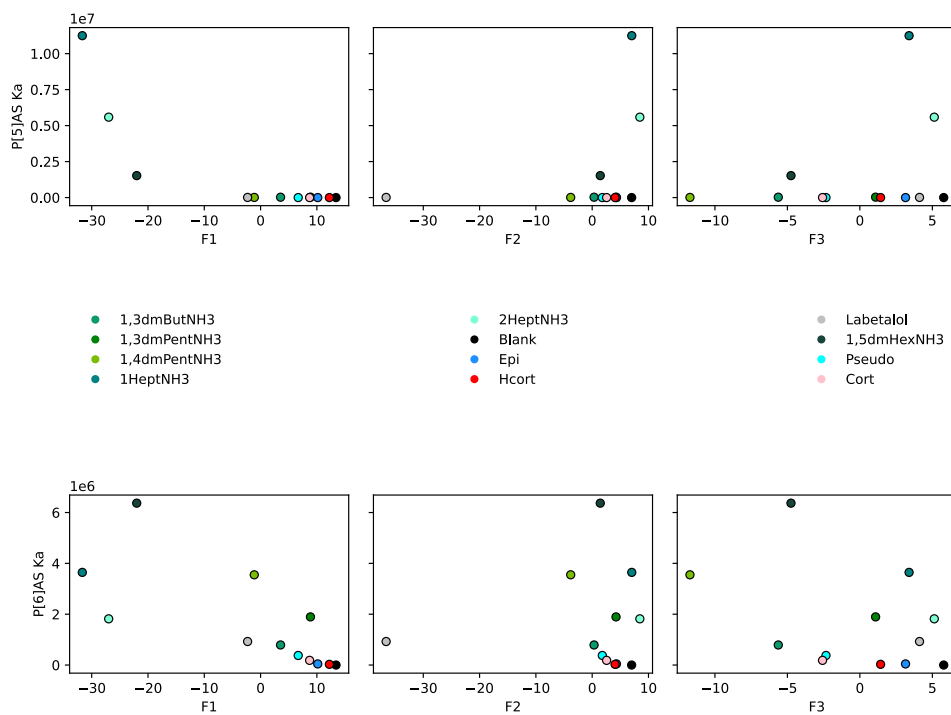 1e7
P[5]AS Ka
1.00
0.75
0.50
0.25
0.00
−30 −20 −10 0 10
F1
−30 −20 −10 0 10
F2
−10 −5 0 5
F3
1,3dmButNH3
1,3dmPentNH3
1,4dmPentNH3
1HeptNH3
2HeptNH3
Blank
Epi
Hcort
Labetalol
1,5dmHexNH3
Pseudo
Cort
1e6
P[6]AS Ka
6
4
2
0
−30 −20 −10 0 10
F1
−30 −20 −10 0 10
F2
−10 −5 0 5
F3